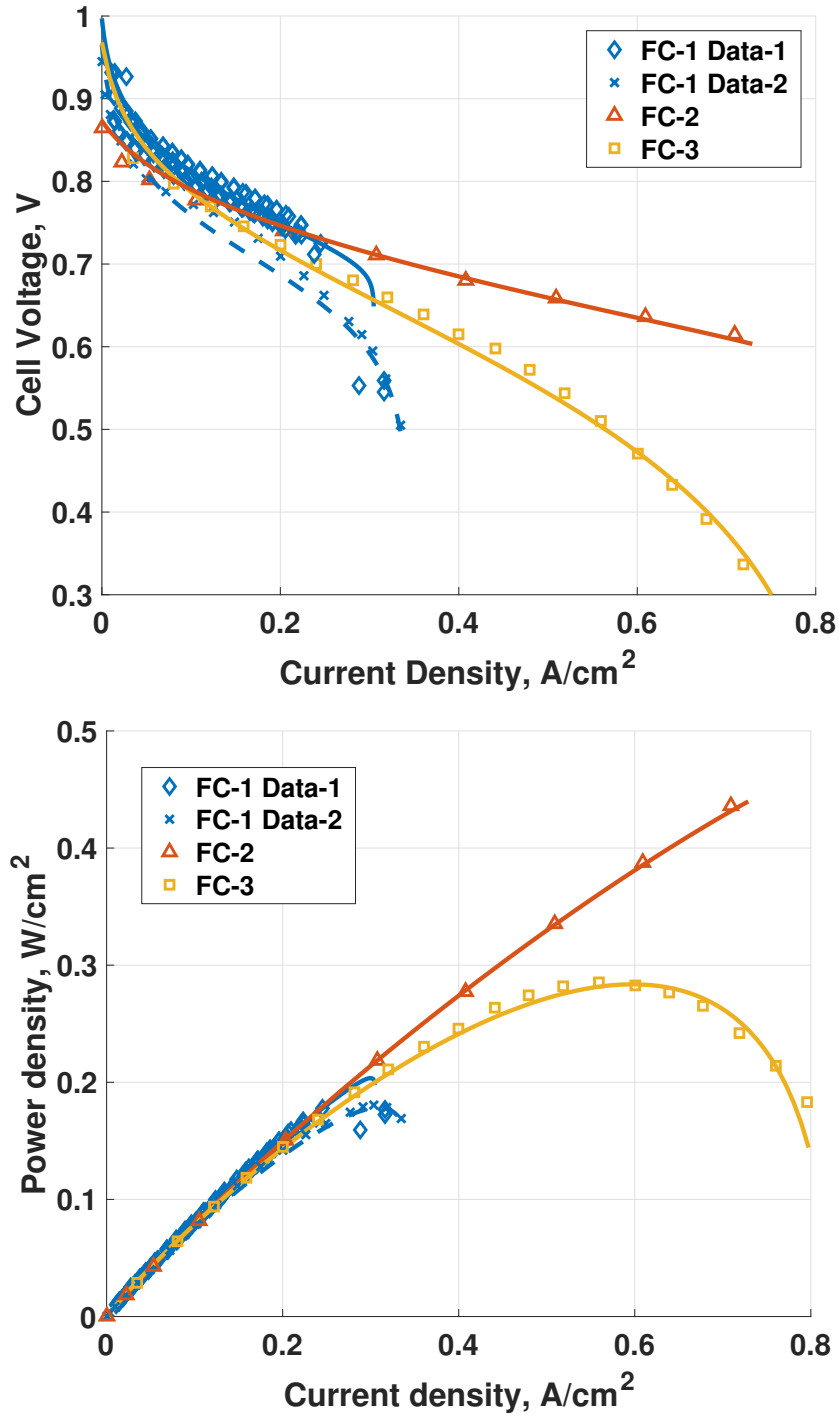 1
0.9
0.8
0.7
0.6
0.5
0.4
0.3
Cell Voltage, V
FC-1 Data-1
FC-1 Data-2
FC-2
FC-3
0 0.2 0.4 0.6 0.8
Current Density, A/cm²
0.5
0.4
0.3
0.2
0.1
0
Power density, W/cm²
FC-1 Data-1
FC-1 Data-2
FC-2
FC-3
0 0.2 0.4 0.6 0.8
Current density, A/cm²